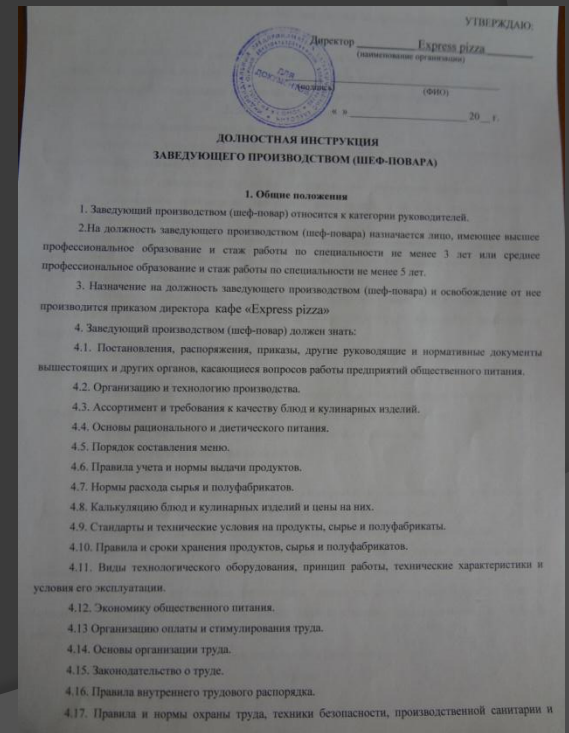 УТВЕРЖДАЮ:
Директор Express pizza
(наименование организации)
(ФИО)
« » 20 г.
ДЛЯ
ДОКУМЕНТОВ
ДОЛНОСТНАЯ ИНСТРУКЦИЯ
ЗАВЕДУЮЩЕГО ПРОИЗВОДСТВОМ (ШЕФ-ПОВАРА)
1. Общие положения
1. Заведующий производством (шеф-повар) относится к категории руководителей.
2.На должность заведующего производством (шеф-повара) назначается лицо, имеющее высшее
профессиональное образование и стаж работы по специальности не менее 3 лет или среднее
профессиональное образование и стаж работы по специальности не менее 5 лет.
3. Назначение на должность заведующего производством (шеф-повара) и освобождение от нее
производится приказом директора кафе «Express pizza»
4. Заведующий производством (шеф-повар) должен знать:
4.1. Постановления, распоряжения, приказы, другие руководящие и нормативные документы
вышестоящих и других органов, касающиеся вопросов работы предприятий общественного питания.
4.2. Организацию и технологию производства.
4.3. Ассортимент и требования к качеству блюд и кулинарных изделий.
4.4. Основы рационального и диетического питания.
4.5. Порядок составления меню.
4.6. Правила учета и нормы выдачи продуктов.
4.7. Нормы расхода сырья и полуфабрикатов.
4.8. Калькуляцию блюд и кулинарных изделий и цены на них.
4.9. Стандарты и технические условия на продукты, сырье и полуфабрикаты.
4.10. Правила и сроки хранения продуктов, сырья и полуфабрикатов.
4.11. Виды технологического оборудования, принцип работы, технические характеристики и
условия его эксплуатации.
4.12. Экономику общественного питания.
4.13 Организацию оплаты и стимулирования труда.
4.14. Основы организации труда.
4.15. Законодательство о труде.
4.16. Правила внутреннего трудового распорядка.
4.17. Правила и нормы охраны труда, техники безопасности, производственной санитарии и